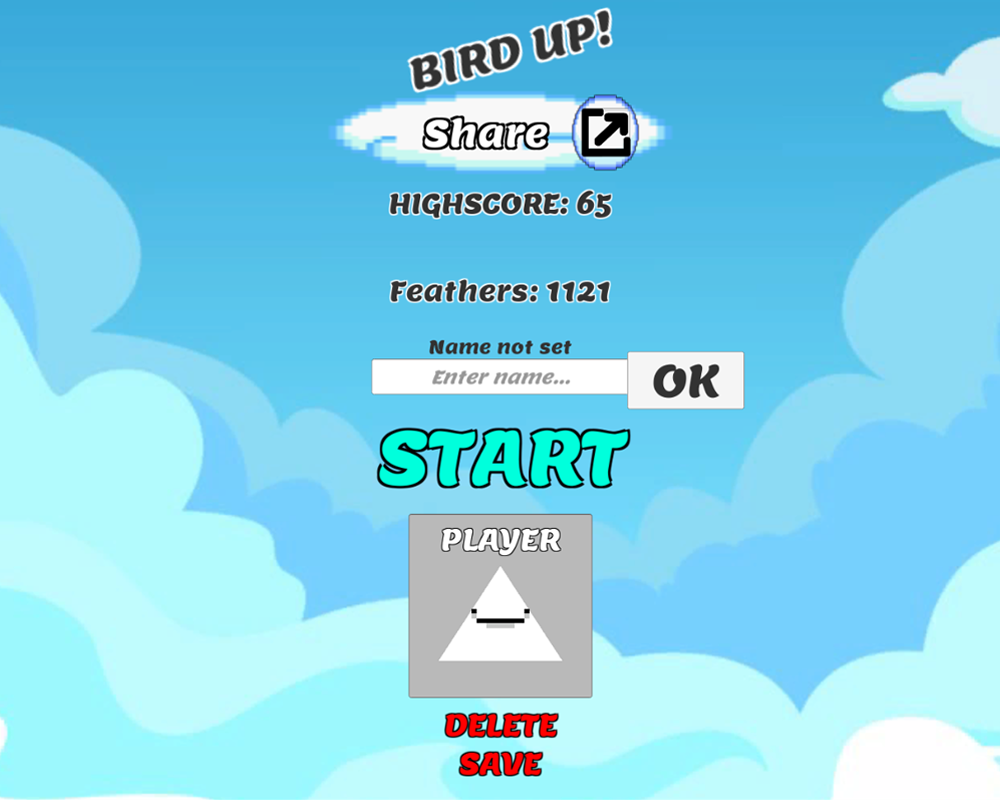 BIRD UP!
Share
HIGHSCORE: 65
Feathers: 1121
Name not set
Enter name...
OK
START
PLAYER
DELETE
SAVE